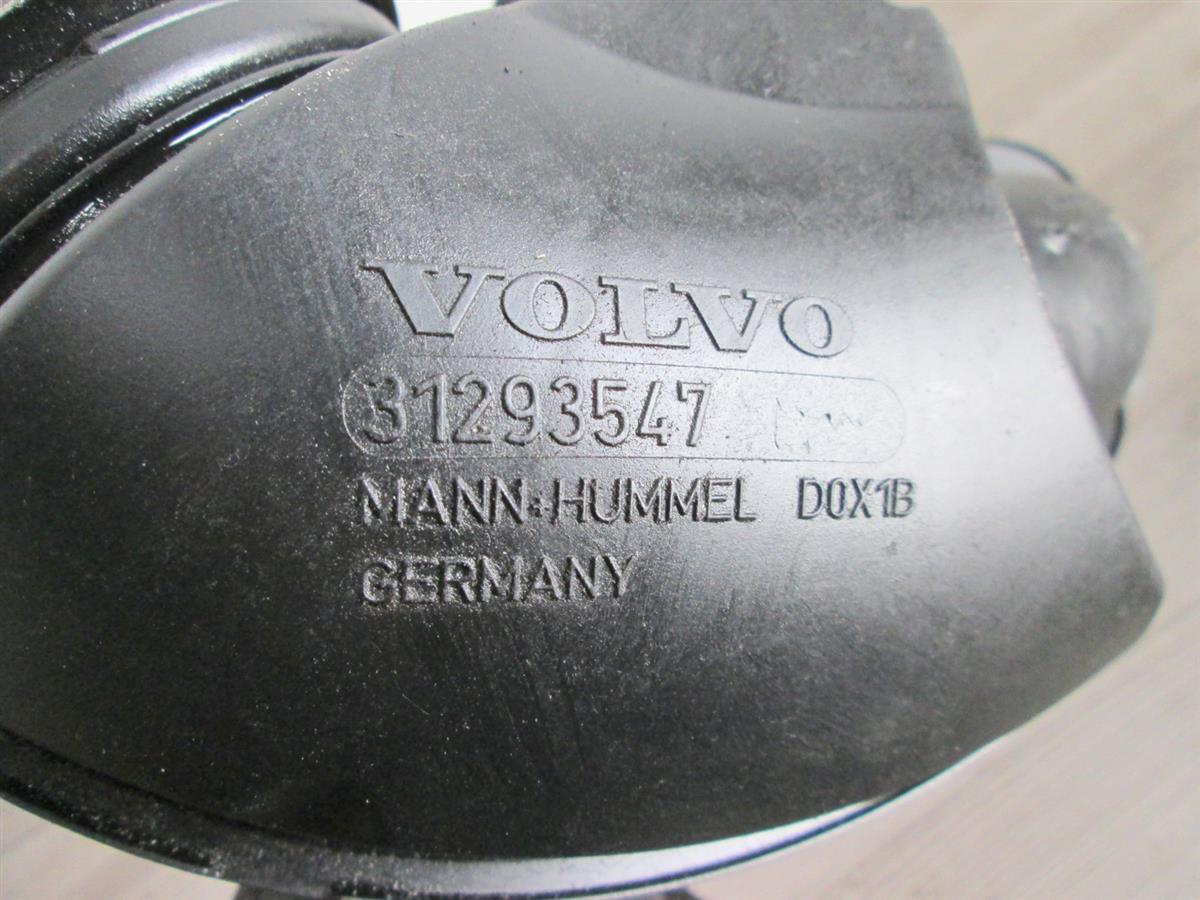 VOLVO
31293547
MANN+HUMMEL D0X1B
GERMANY